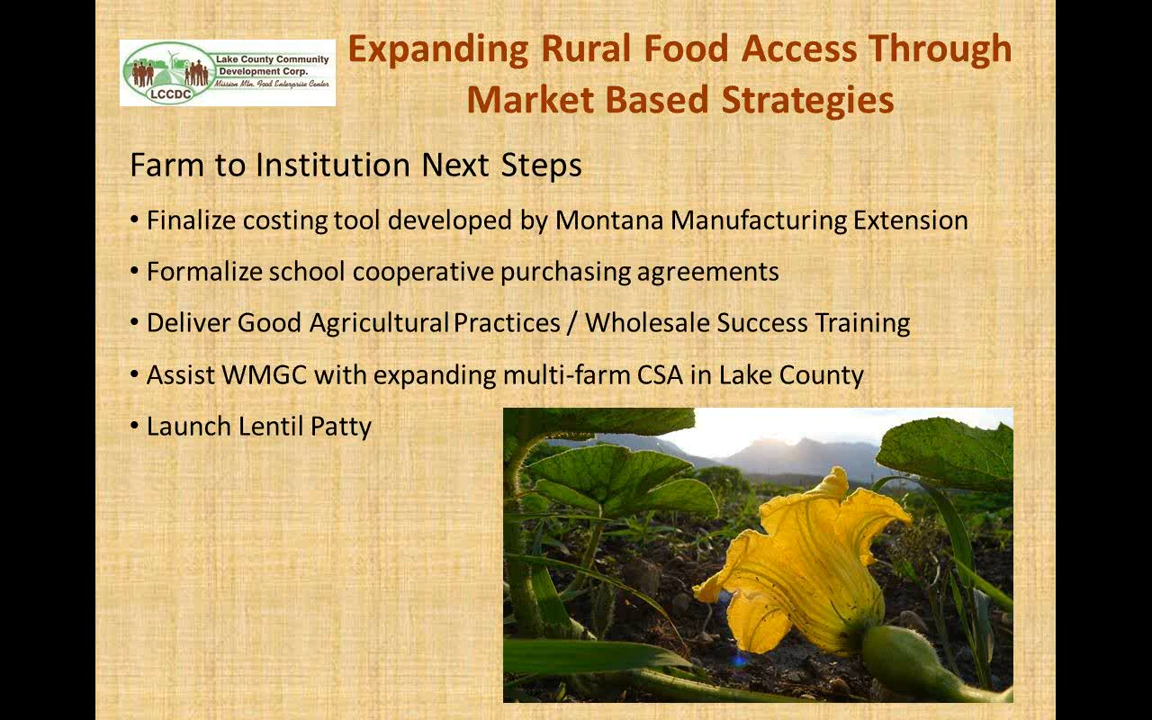 Lake County Community
Development Corp.
Mission Mtn. Food Enterprise Center
LCCDC
Expanding Rural Food Access Through
Market Based Strategies
Farm to Institution Next Steps
• Finalize costing tool developed by Montana Manufacturing Extension
• Formalize school cooperative purchasing agreements
• Deliver Good Agricultural Practices / Wholesale Success Training
• Assist WMGC with expanding multi-farm CSA in Lake County
• Launch Lentil Patty